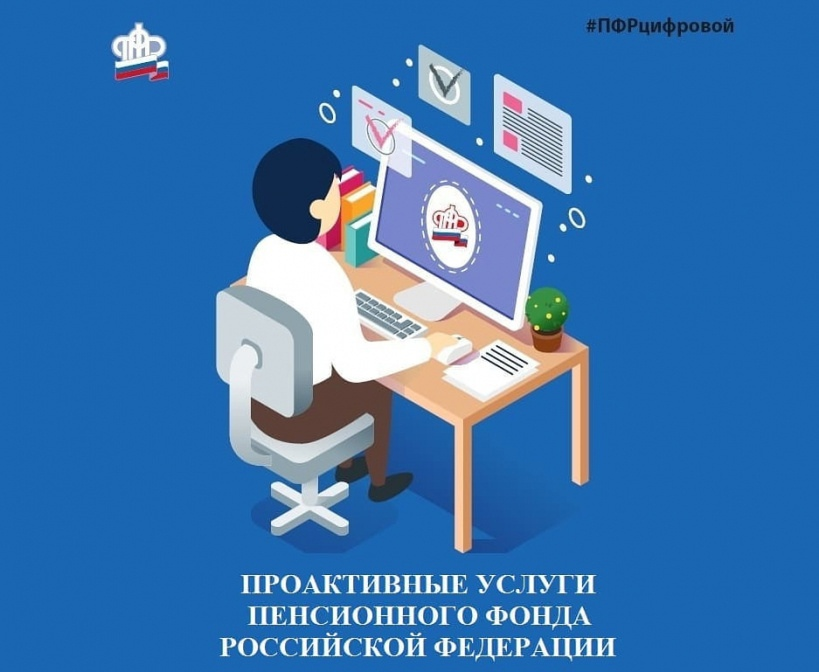 #ПФРцифровой
ПРОАКТИВНЫЕ УСЛУГИ
ПЕНСИОННОГО ФОНДА
РОССИЙСКОЙ ФЕДЕРАЦИИ